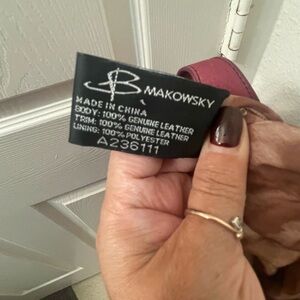 B MAKOWSKY
MADE IN CHINA
BODY: 100% GENUINE LEATHER
TRIM: 100% GENUINE LEATHER
LINING: 100% POLYESTER
A236111